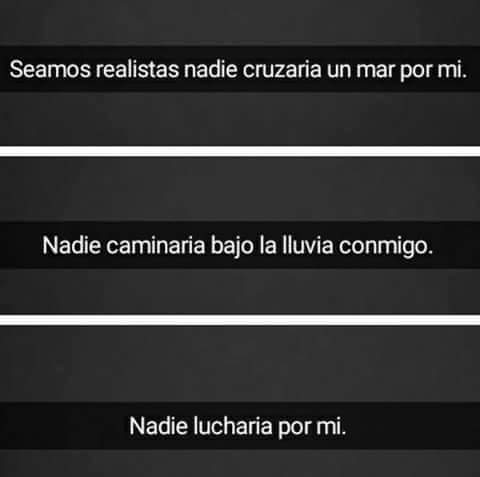 Seamos realistas nadie cruzaria un mar por mi.
Nadie caminaria bajo la lluvia conmigo.
Nadie lucharia por mi.